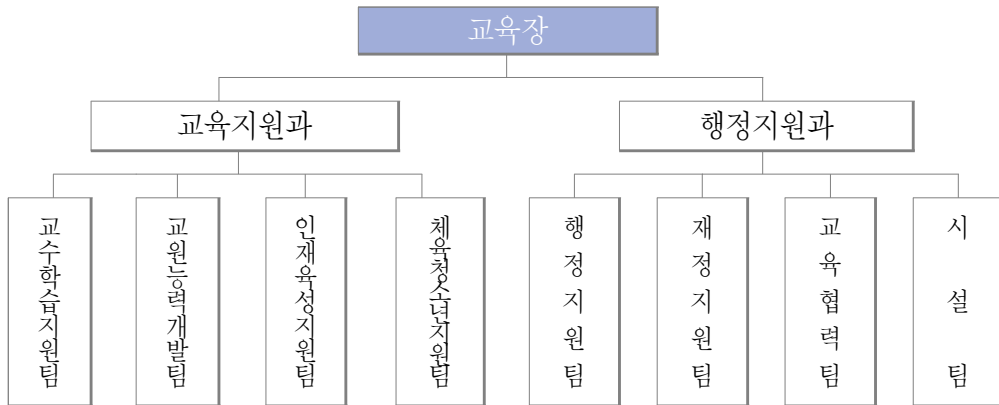 교육장
교육지원과
행정지원과
교수학습지원팀
교원능력개발팀
인재육성지원팀
체육청소년지원팀
행정지원팀
재정지원팀
교육협력팀
시설팀